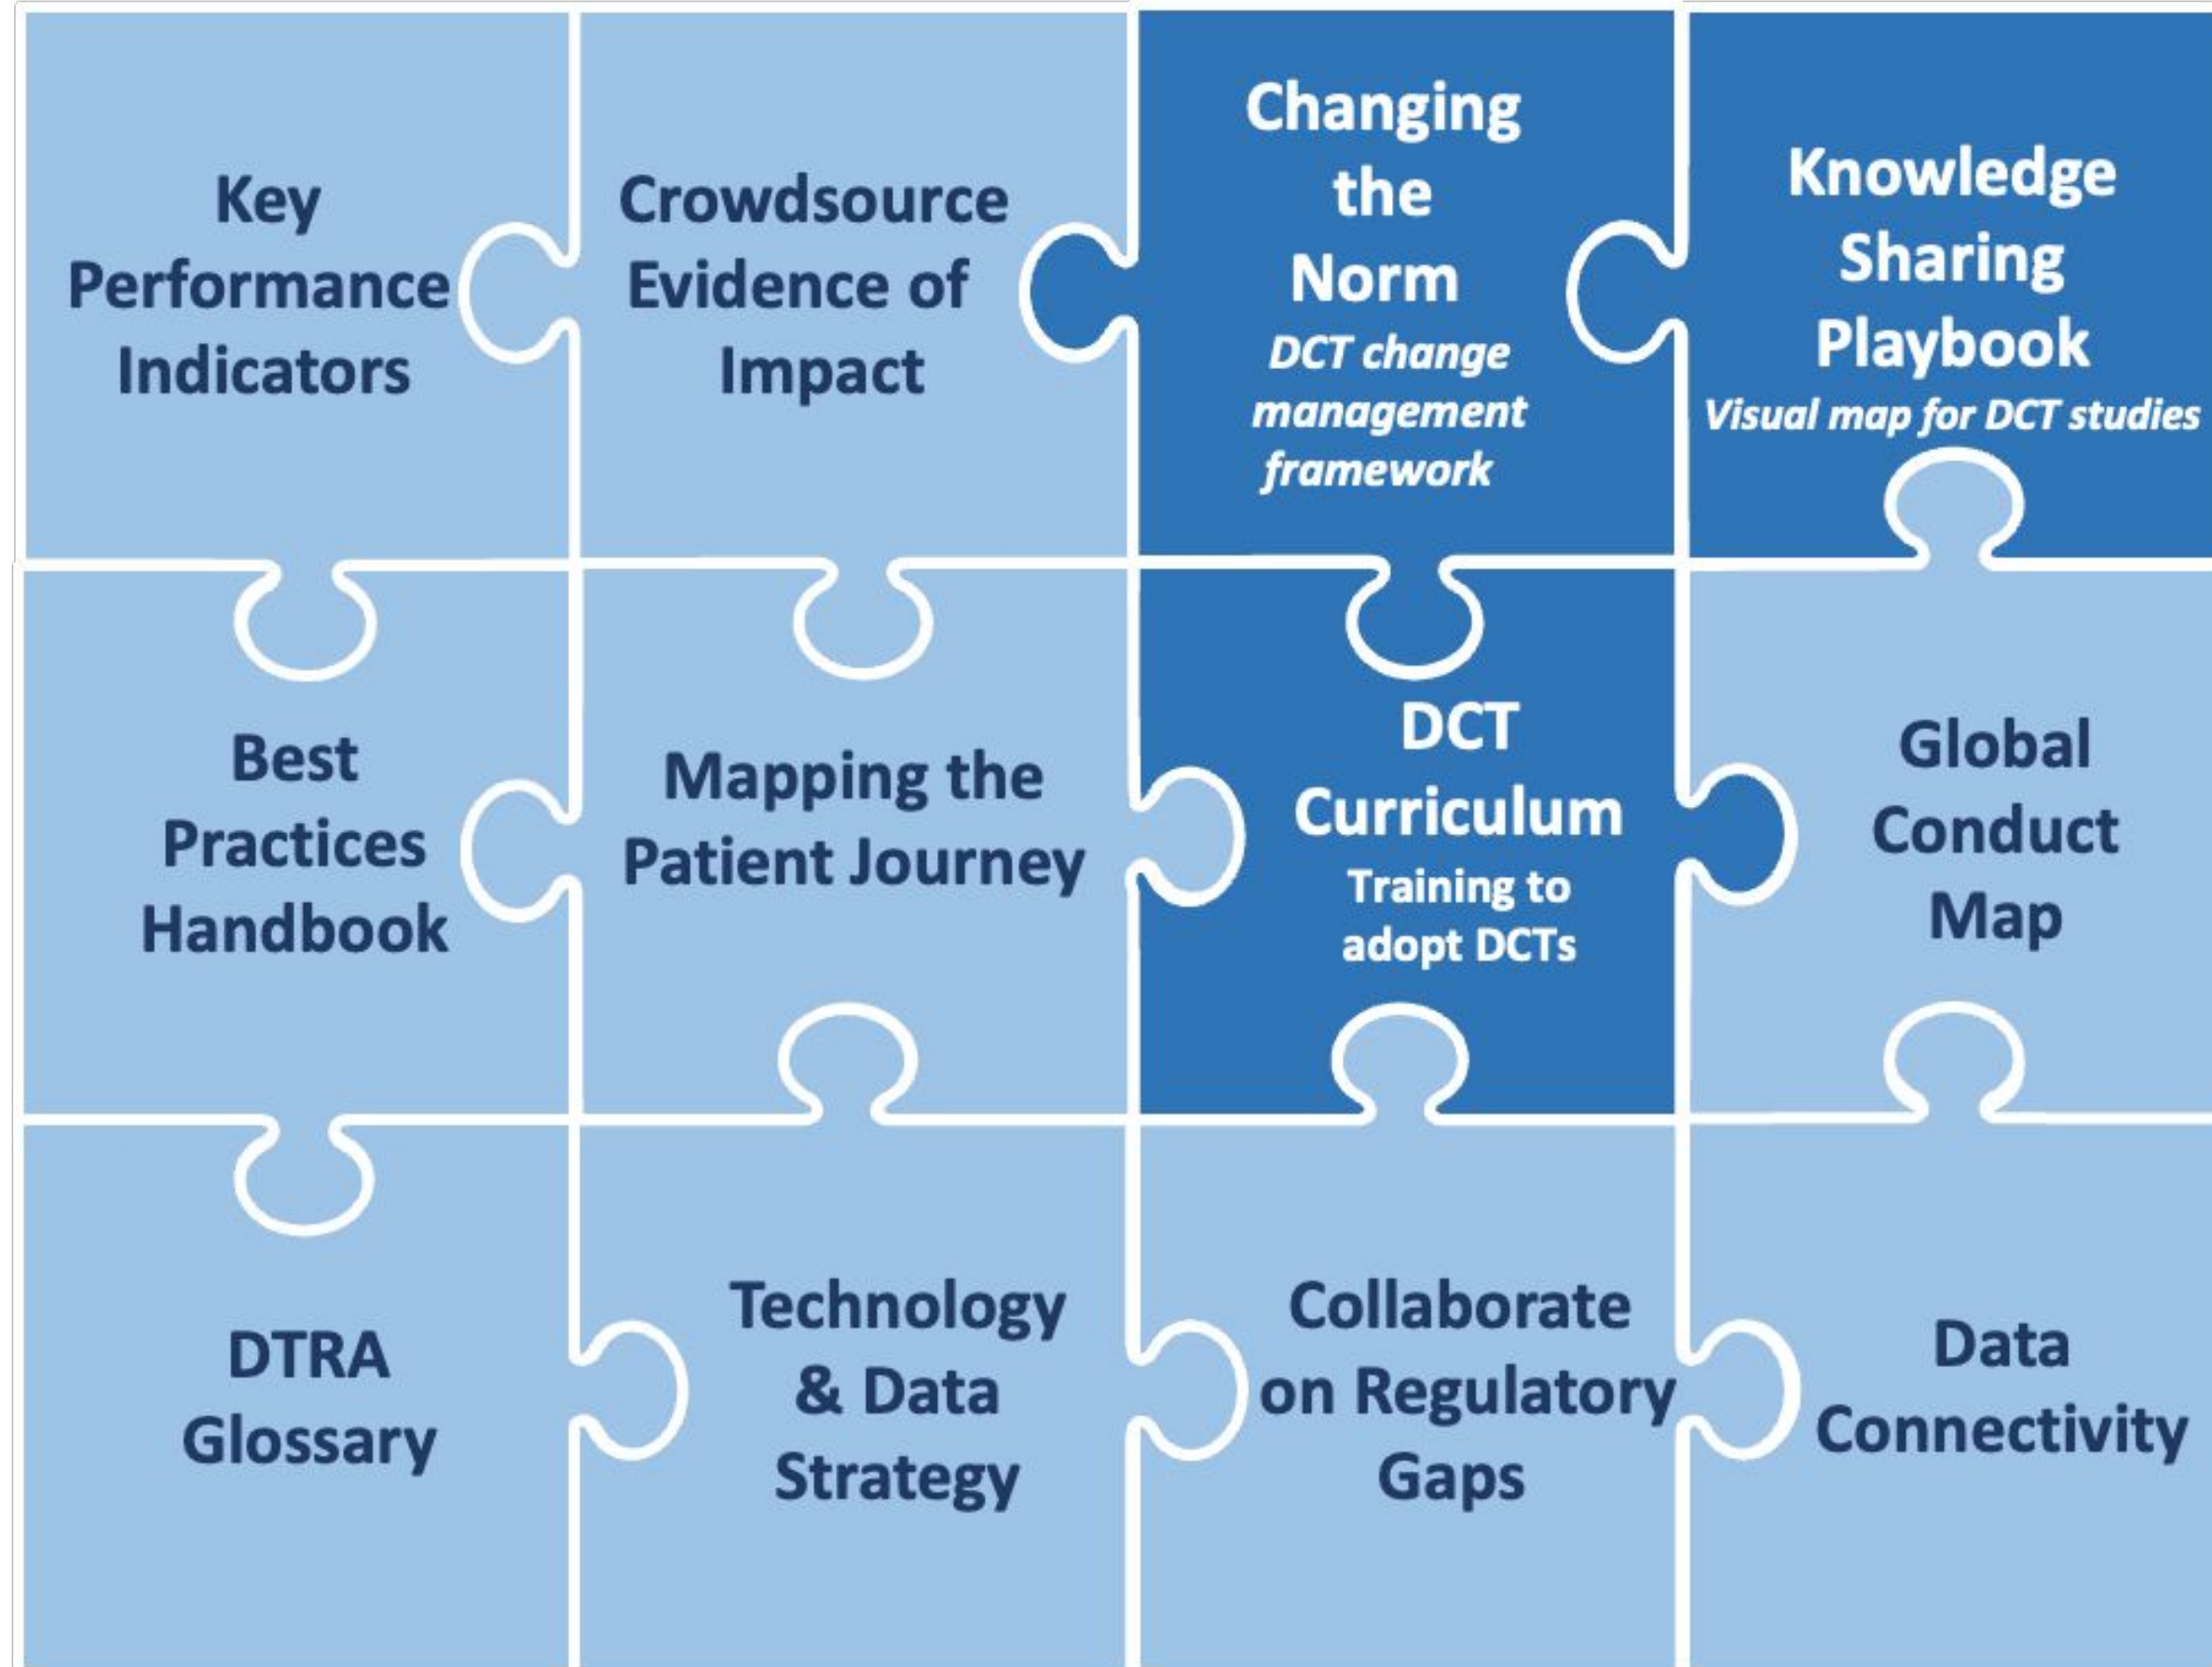 Key
Performance
Indicators
Crowdsource
Evidence of
Impact
Changing
the
Norm
DCT change
management
framework
Knowledge
Sharing
Playbook
Visual map for DCT studies
Best
Practices
Handbook
Mapping the
Patient Journey
DCT
Curriculum
Training to
adopt DCTs
Global
Conduct
Map
DTRA
Glossary
Technology
& Data
Strategy
Collaborate
on Regulatory
Gaps
Data
Connectivity